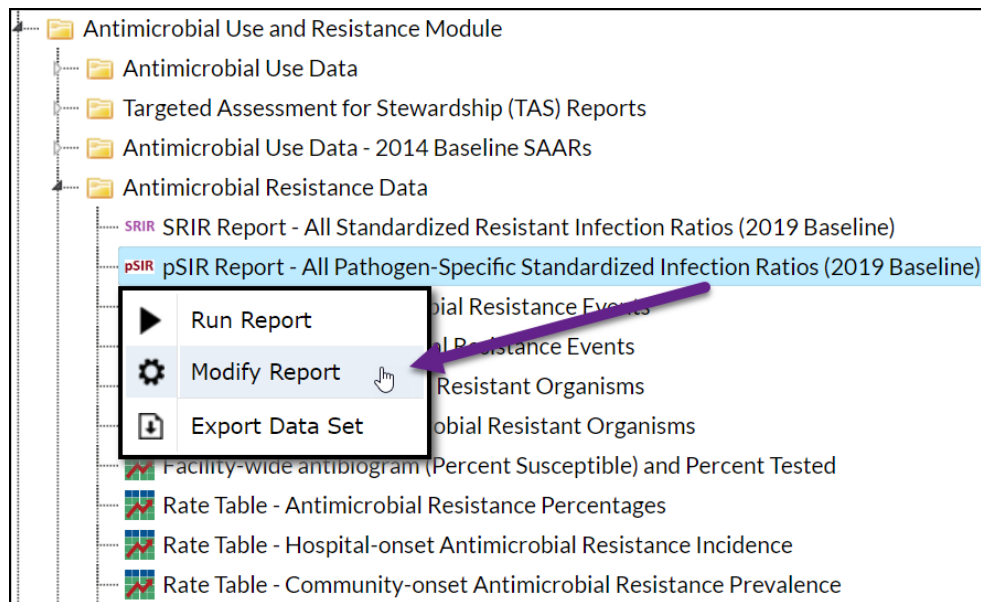 Antimicrobial Use and Resistance Module
Antimicrobial Use Data
Targeted Assessment for Stewardship (TAS) Reports
Antimicrobial Use Data - 2014 Baseline SAARs
Antimicrobial Resistance Data
SRIR SRIR Report - All Standardized Resistant Infection Ratios (2019 Baseline)
pSIR pSIR Report - All Pathogen-Specific Standardized Infection Ratios (2019 Baseline)
Run Report
Modify Report
Export Data Set
Resistance Events
Resistance Events
Resistant Organisms
Resistant Organisms
Facility-wide antibiogram (Percent Susceptible) and Percent Tested
Rate Table - Antimicrobial Resistance Percentages
Rate Table - Hospital-onset Antimicrobial Resistance Incidence
Rate Table - Community-onset Antimicrobial Resistance Prevalence